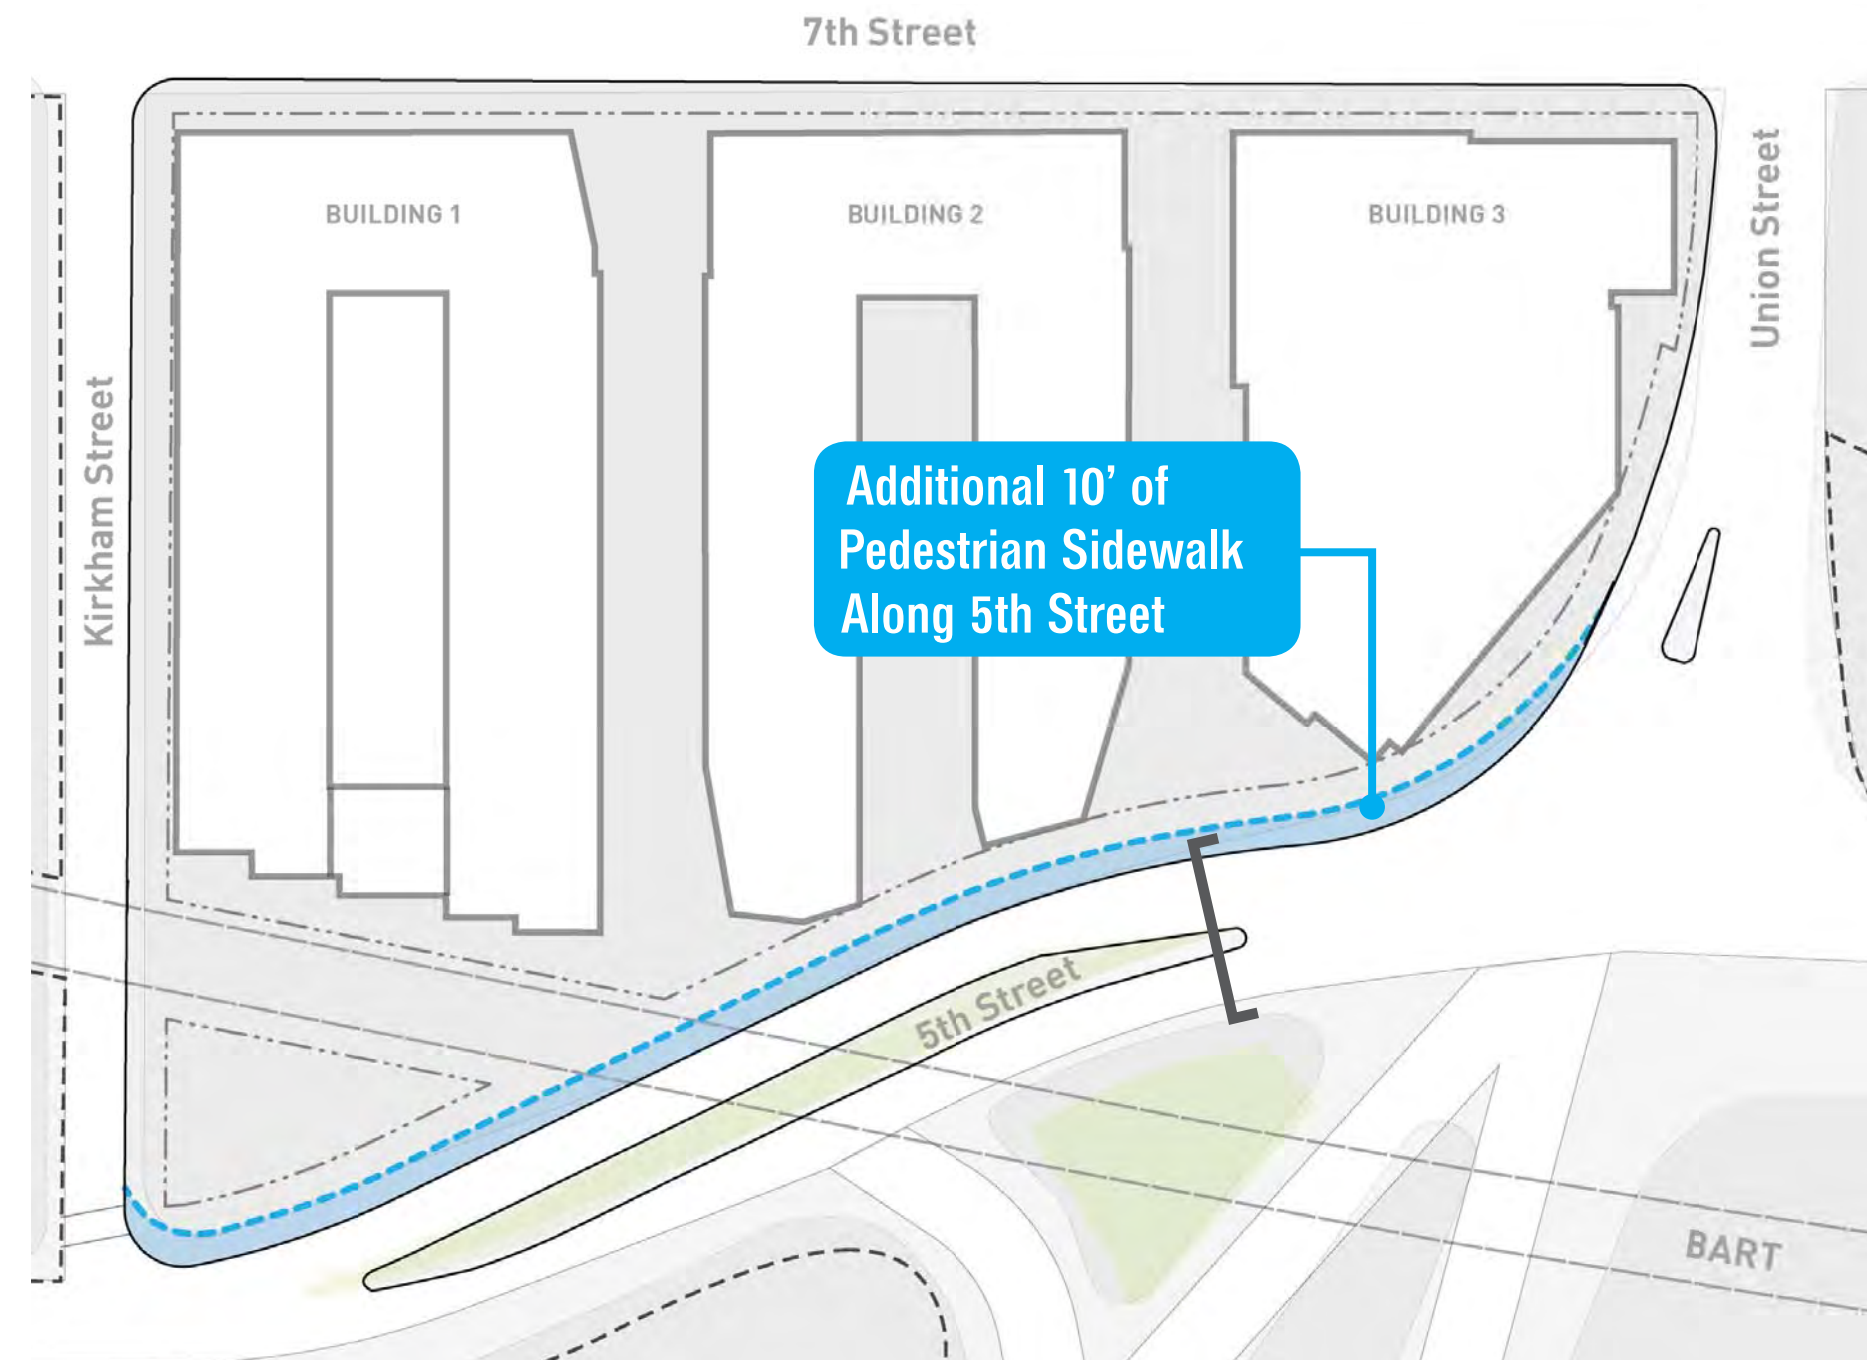 7th Street
BUILDING 1
BUILDING 2
BUILDING 3
Union Street
Kirkham Street
Additional 10’ of
Pedestrian Sidewalk
Along 5th Street
5th Street
BART